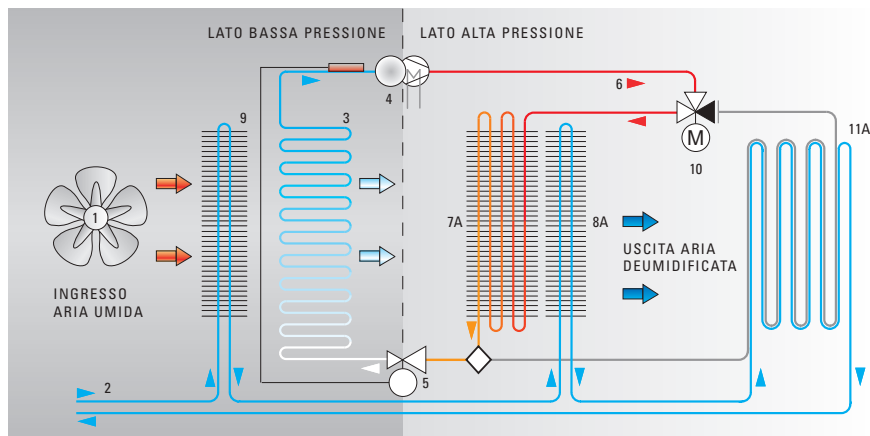 LATO BASSA PRESSIONE
LATO ALTA PRESSIONE
4
M
6
9
3
11A
M
10
1
7A
8A
USCITA ARIA
DEUMIDIFICATA
INGRESSO
ARIA UMIDA
2
5